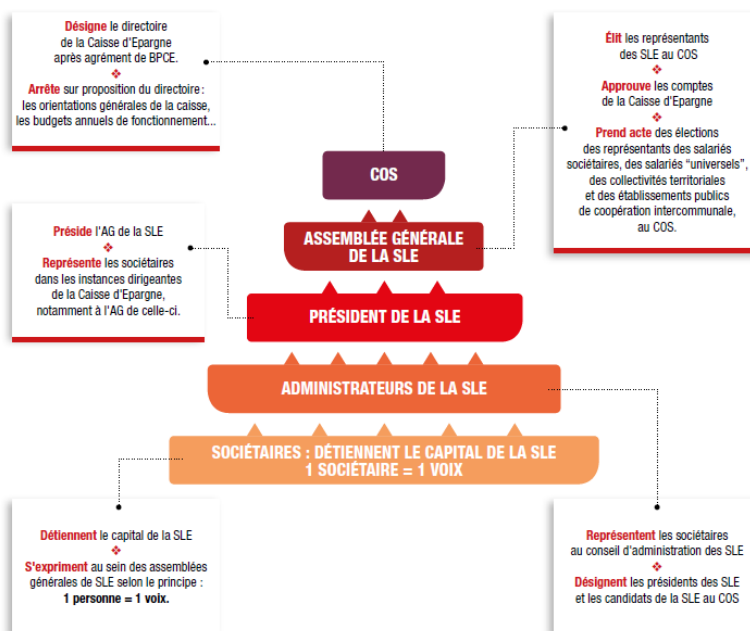 Désigne le directoire
de la Caisse d'Epargne
après agrément de BPCE.
Arrête sur proposition du directoire :
les orientations générales de la caisse,
les budgets annuels de fonctionnement...
Élit les représentants
des SLE au COS
Approuve les comptes
de la Caisse d'Epargne
Prend acte des élections
des représentants des salariés
sociétaires, des salariés “universels”,
des collectivités territoriales
et des établissements publics
de coopération intercommunale,
au COS.
COS
ASSEMBLÉE GÉNÉRALE
DE LA SLE
Préside l'AG de la SLE
Représente les sociétaires
dans les instances dirigeantes
de la Caisse d'Epargne,
notamment à l'AG de celle-ci.
PRÉSIDENT DE LA SLE
ADMINISTRATEURS DE LA SLE
SOCIÉTAIRES : DÉTIENNENT LE CAPITAL DE LA SLE
1 SOCIÉTAIRE = 1 VOIX
Détiennent le capital de la SLE
S'expriment au sein des assemblées
générales de SLE selon le principe :
1 personne = 1 voix.
Représentent les sociétaires
au conseil d'administration des SLE
Désignent les présidents des SLE
et les candidats de la SLE au COS